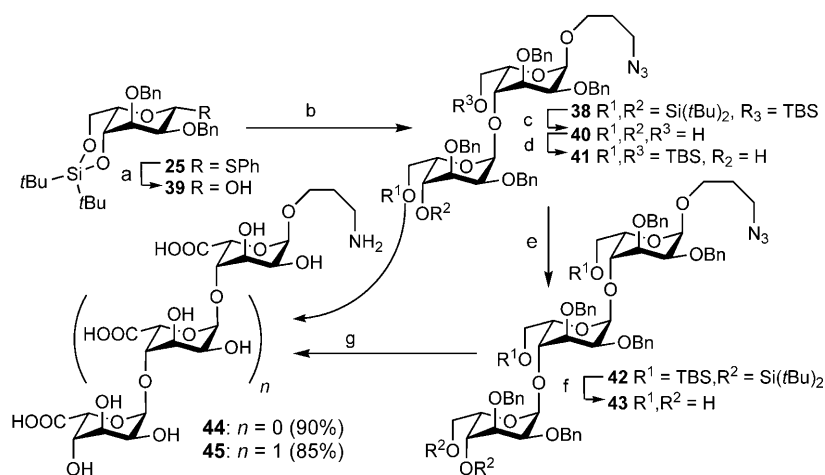 OBn
O
R
OBn
O
Si
O
tBu
tBu
a
25 R = SPh
39 R = OH
b
O
N3
OBn
O
OBn
R3O
O
OBn
O
R1O
OBn
OR2
c
38 R1,R2 = Si(tBu)2, R3 = TBS
40 R1,R2,R3 = H
d
41 R1,R3 = TBS, R2 = H
e
O
NH2
OH
HOOC
O
OH
O
OH
HOOC
O
OH
O
n
HOOC
OH
O
OH
OH
44: n = 0 (90%)
45: n = 1 (85%)
g
O
N3
OBn
O
OBn
R1O
O
OBn
O
OBn
R1O
O
OBn
O
OBn
R2O
OR2
f
42 R1 = TBS,R2 = Si(tBu)2
43 R1,R2 = H